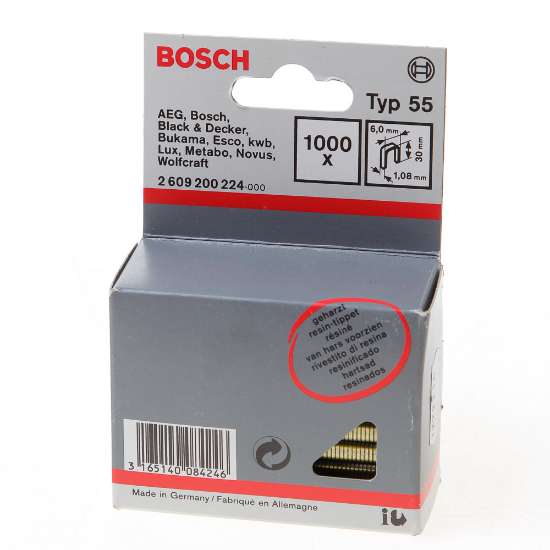 BOSCH
Typ 55
AEG, Bosch,
Black & Decker,
Bukama, Esco, kwb,
Lux, Metabo, Novus,
Wolfcraft
2 609 200 224-000
1000
x
6,0 mm
30 mm
1,08 mm
geharzt
resin-tippet
résiné
van hars voorzien
rivestito di resina
resinificado
hartsad
resinados
3 165140 084246
Made in Germany / Fabriqué en Allemagne